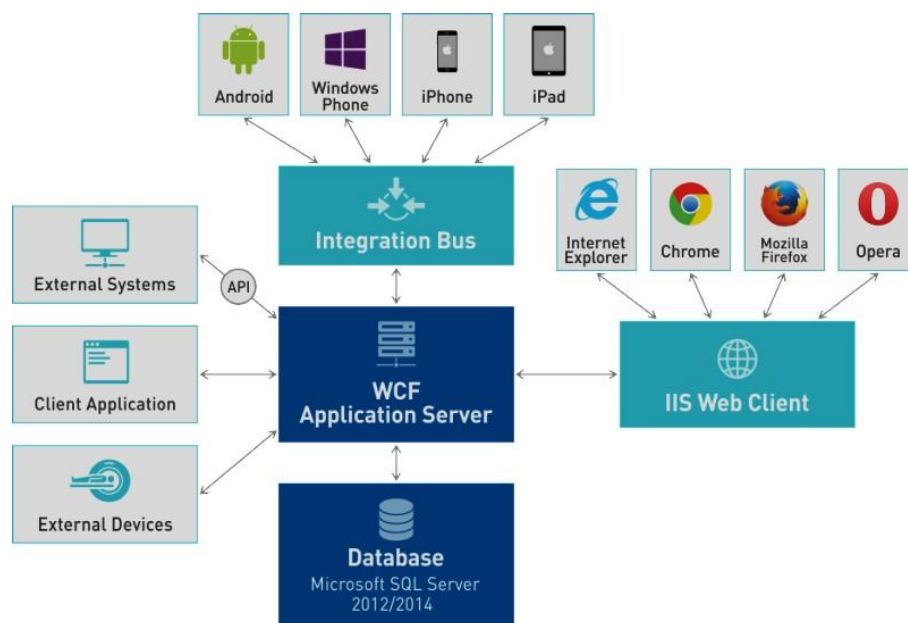 Android
Windows
Phone
iPhone
iPad
Integration Bus
Internet
Explorer
Chrome
Mozilla
Firefox
Opera
External Systems
API
Client Application
WCF
Application Server
IIS Web Client
External Devices
Database
Microsoft SQL Server
2012/2014